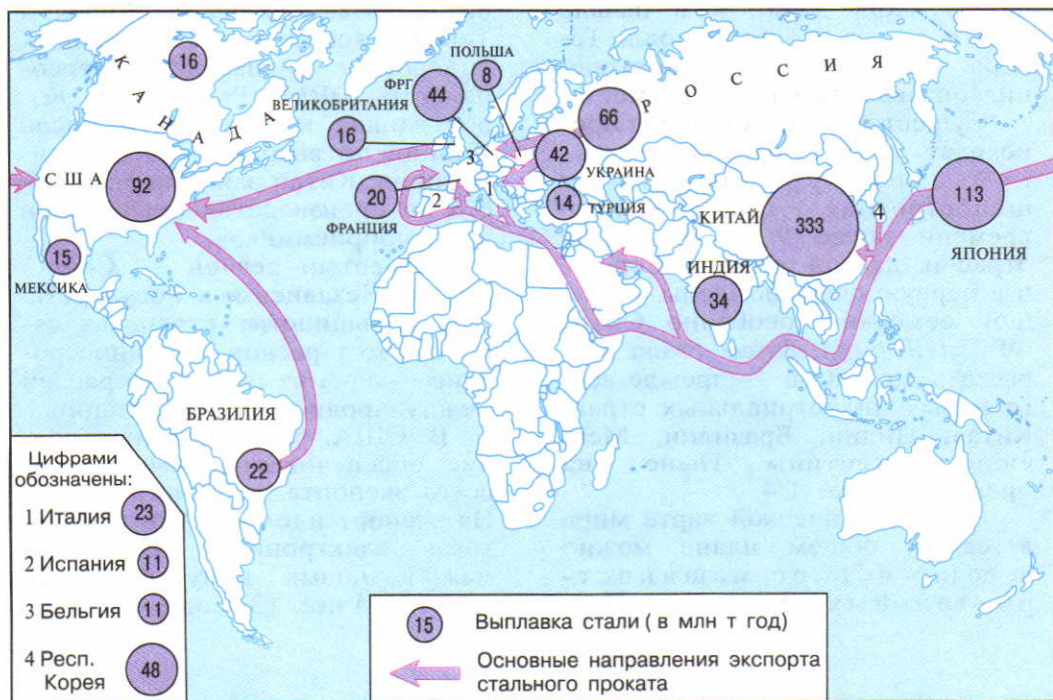 КАНАДА
16
ПОЛЬША
8
ФРГ
44
ВЕЛИКОБРИТАНИЯ
16
РОССИЯ
66
3
42
УКРАИНА
США
92
1
20
2
14
ТУРЦИЯ
ФРАНЦИЯ
КИТАЙ
333
4
113
ЯПОНИЯ
15
МЕКСИКА
ИНДИЯ
34
БРАЗИЛИЯ
22
Цифрами
обозначены:
1 Италия 23
2 Испания 11
3 Бельгия 11
4 Респ.
Корея 48
15 Выплавка стали ( в млн т год)
Основные направления экспорта
стального проката